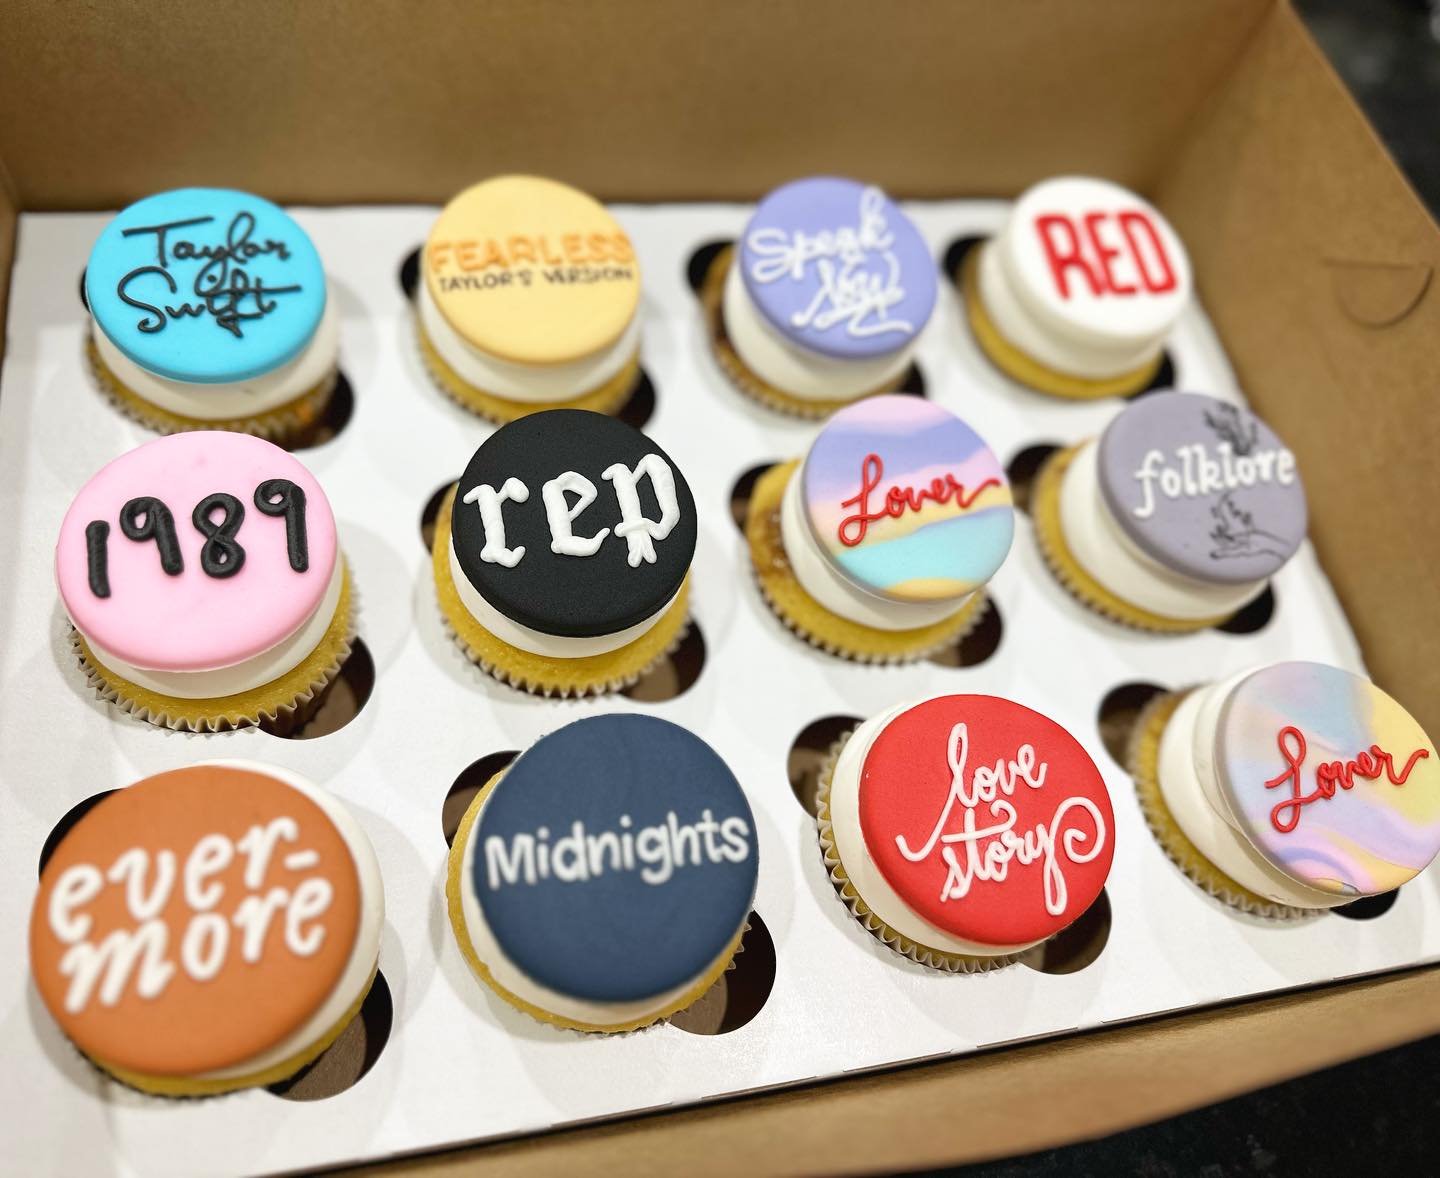 Taylor
Swift
FEARLESS
TAYLOR'S VERSION
Speak
Now
RED
1989
rep
Lover
folklore
ever-
more
Midnights
love
story
Lover